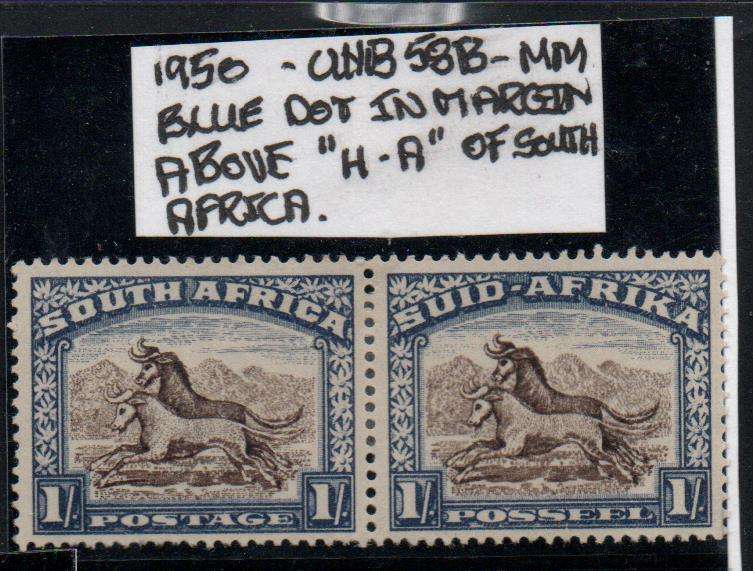 1950 - UNB 58B - MM
BLUE DOT IN MARGIN
ABOVE "H-A" OF SOUTH
AFRICA.
SOUTH AFRICA SUID-AFRIKA
1/- POSTAGE 1/- 1/- POSSEEL 1/-